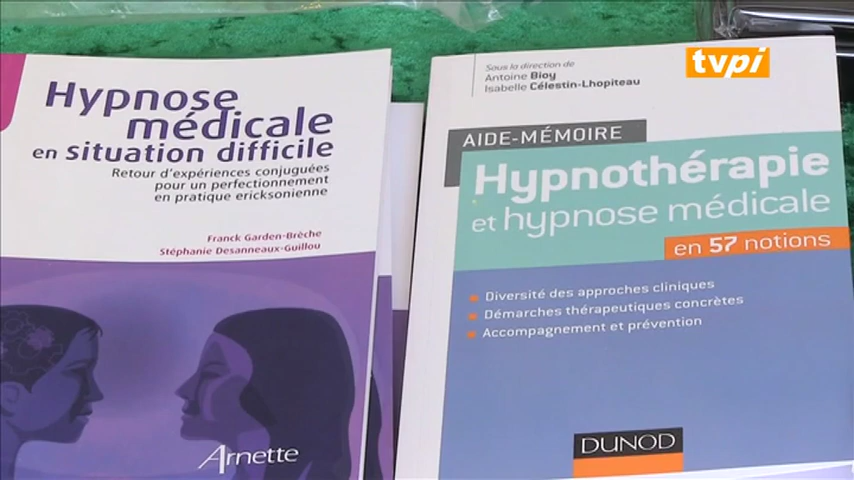 Hypnose
médicale
en situation difficile
Retour d'expériences conjuguées
pour un perfectionnement
en pratique ericksonienne
Franck Garden-Brèche
Stéphanie Desanneaux-Guillou
Arnette
Sous la direction de
Antoine Bioy
Isabelle Célestin-Lhopiteau
tvpi
AIDE-MÉMOIRE
Hypnothérapie
et hypnose médicale
en 57 notions
Diversité des approches cliniques
Démarches thérapeutiques concrètes
Accompagnement et prévention
DUNOD